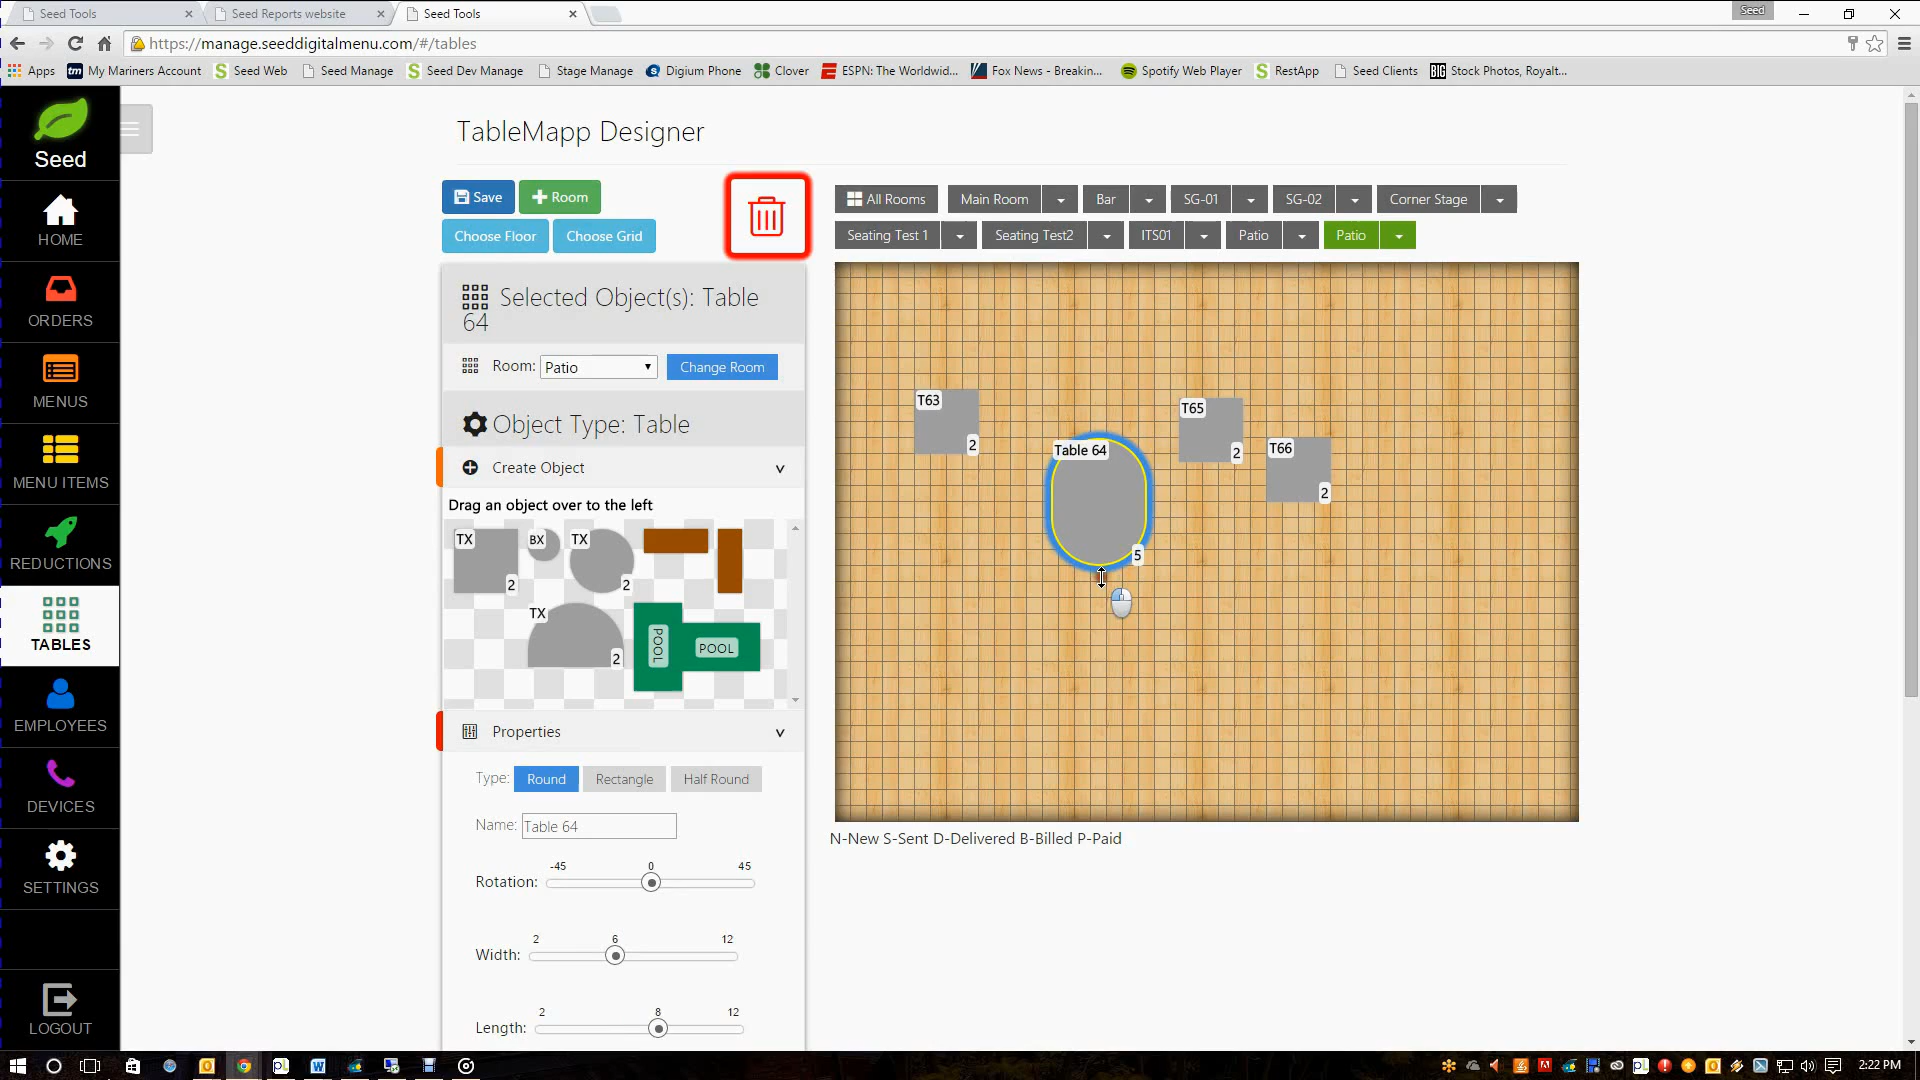 Seed Tools
Seed Reports website
Seed Tools
Seed
https://manage.seeddigitalmenu.com/#/tables
Apps
My Mariners Account
Seed Web
Seed Manage
Seed Dev Manage
Stage Manage
Digium Phone
Clover
ESPN: The Worldwid...
Fox News - Breakin...
Spotify Web Player
RestApp
Seed Clients
Stock Photos, Royalt...
Seed
HOME
ORDERS
MENUS
MENU ITEMS
REDUCTIONS
TABLES
EMPLOYEES
DEVICES
SETTINGS
LOGOUT
TableMapp Designer
Save
Room
Choose Floor
Choose Grid
All Rooms
Main Room
Bar
SG-01
SG-02
Corner Stage
Seating Test 1
Seating Test2
ITS01
Patio
Patio
Selected Object(s): Table
64
Room:
Patio
Change Room
Object Type: Table
Create Object
Drag an object over to the left
TX
2
BX
TX
2
TX
2
POOL
POOL
Properties
Type:
Round
Rectangle
Half Round
Name:
Table 64
Rotation:
-45
0
45
Width:
2
6
12
Length:
2
8
12
T63
2
Table 64
5
T65
2
T66
2
N-New S-Sent D-Delivered B-Billed P-Paid
2:22 PM